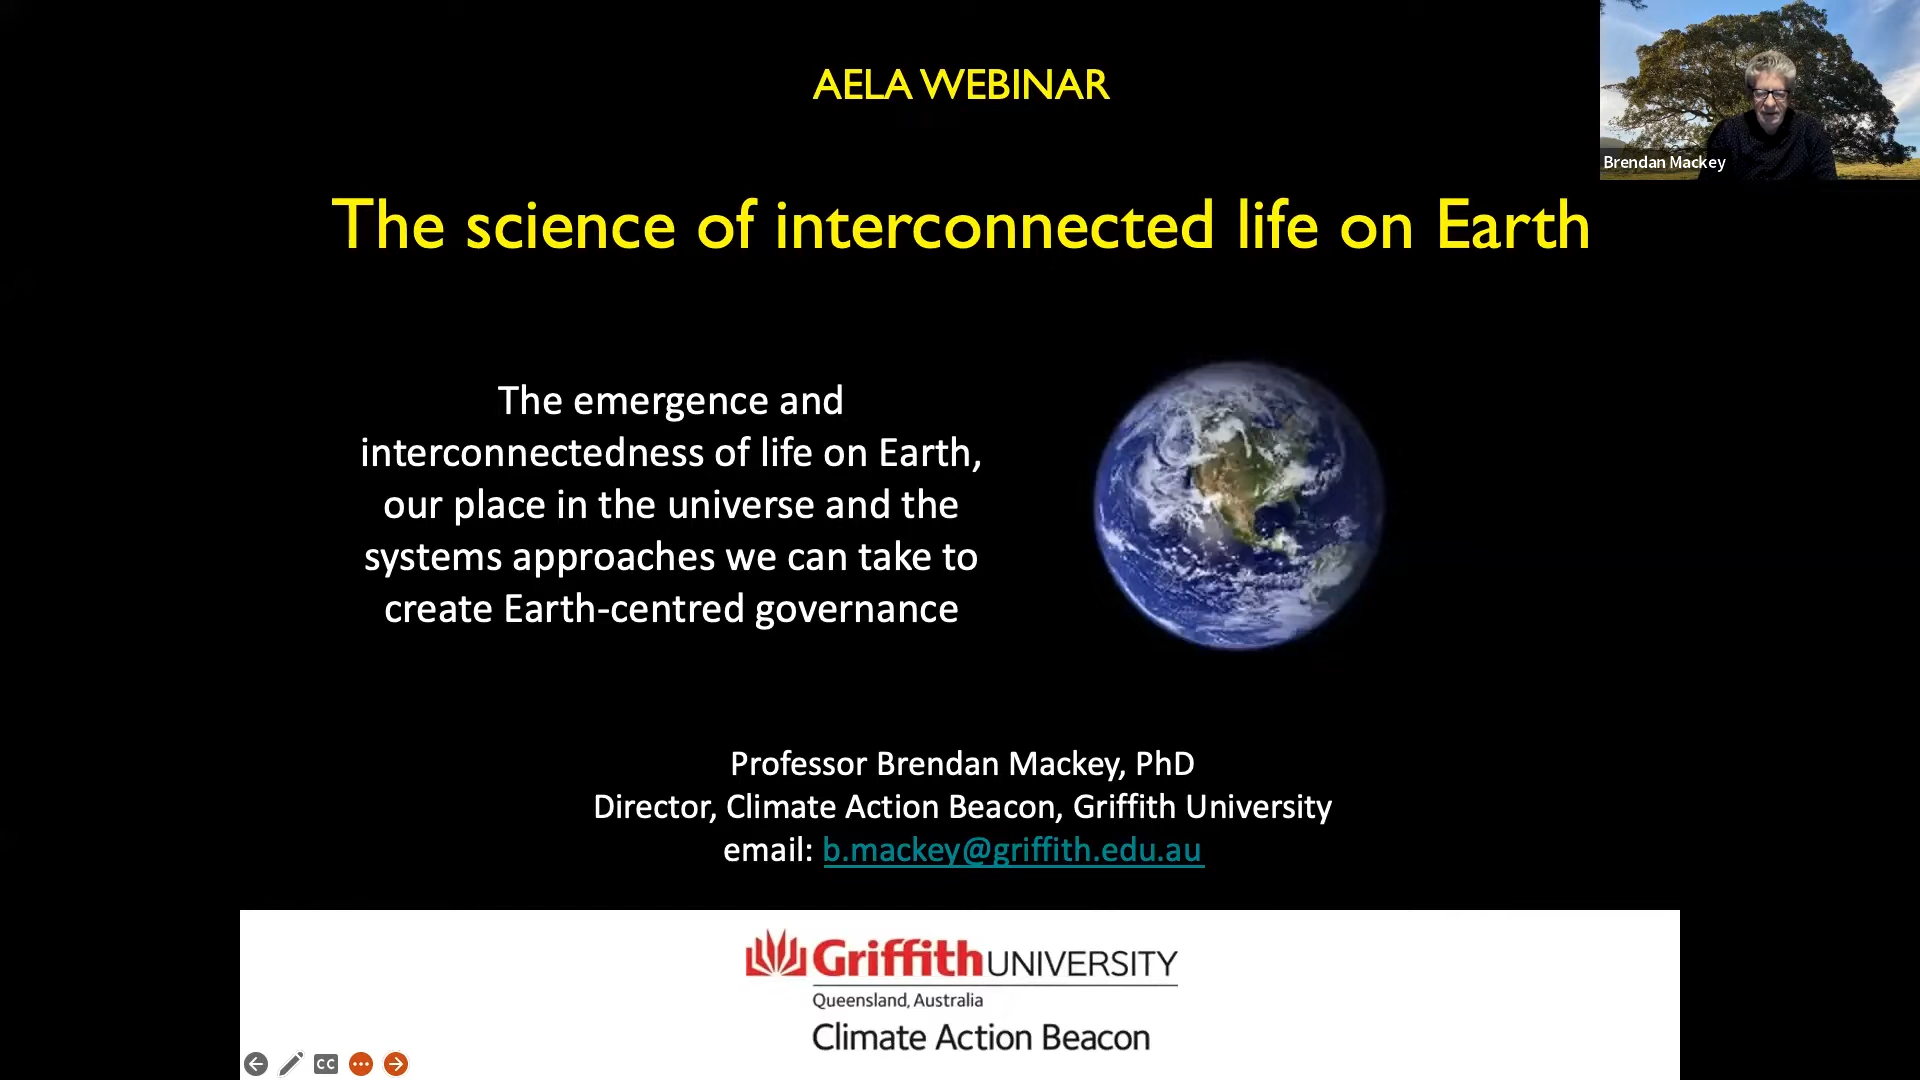 AELA WEBINAR
Brendan Mackey
The science of interconnected life on Earth
The emergence and
interconnectedness of life on Earth,
our place in the universe and the
systems approaches we can take to
create Earth-centred governance
Professor Brendan Mackey, PhD
Director, Climate Action Beacon, Griffith University
email: b.mackey@griffith.edu.au
Griffith UNIVERSITY
Queensland, Australia
Climate Action Beacon
CC